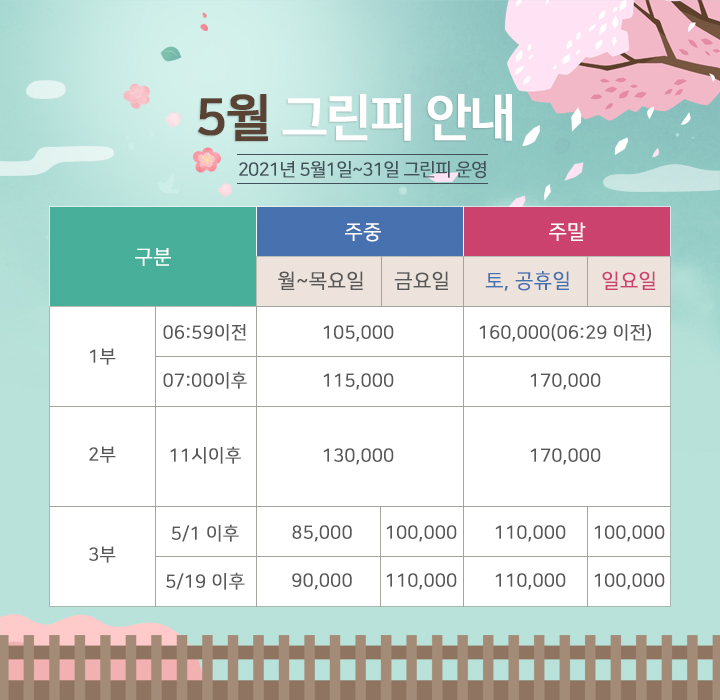 5월 그린피 안내
2021년 5월1일~31일 그린피 운영
구분 주중 주말
월~목요일 금요일 토, 공휴일 일요일
1부 06:59이전 105,000 160,000(06:29 이전)
07:00이후 115,000 170,000
2부 11시이후 130,000 170,000
3부 5/1 이후 85,000 100,000 110,000 100,000
5/19 이후 90,000 110,000 110,000 100,000